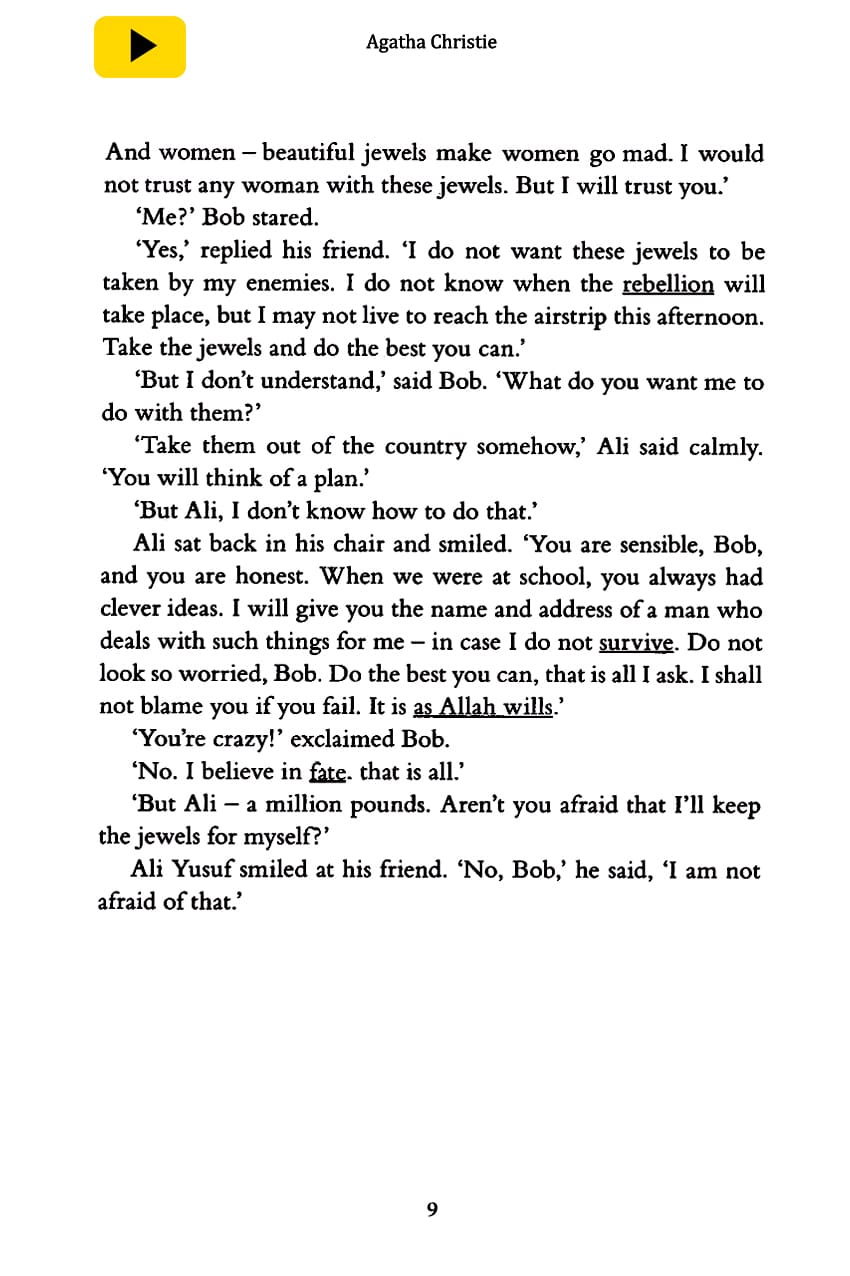 Agatha Christie
And women – beautiful jewels make women go mad. I would
not trust any woman with these jewels. But I will trust you.’
‘Me?’ Bob stared.
‘Yes,’ replied his friend. ‘I do not want these jewels to be
taken by my enemies. I do not know when the rebellion will
take place, but I may not live to reach the airstrip this afternoon.
Take the jewels and do the best you can.’
‘But I don’t understand,’ said Bob. ‘What do you want me to
do with them?’
‘Take them out of the country somehow,’ Ali said calmly.
‘You will think of a plan.’
‘But Ali, I don’t know how to do that.’
Ali sat back in his chair and smiled. ‘You are sensible, Bob,
and you are honest. When we were at school, you always had
clever ideas. I will give you the name and address of a man who
deals with such things for me – in case I do not survive. Do not
look so worried, Bob. Do the best you can, that is all I ask. I shall
not blame you if you fail. It is as Allah wills.’
‘You’re crazy!’ exclaimed Bob.
‘No. I believe in fate. that is all.’
‘But Ali – a million pounds. Aren’t you afraid that I’ll keep
the jewels for myself?’
Ali Yusuf smiled at his friend. ‘No, Bob,’ he said, ‘I am not
afraid of that.’
9